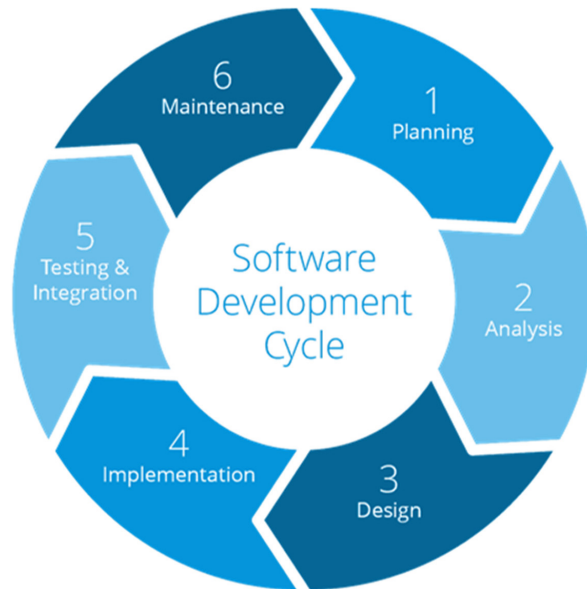 1
Planning
2
Analysis
3
Design
4
Implementation
5
Testing &
Integration
6
Maintenance
Software
Development
Cycle